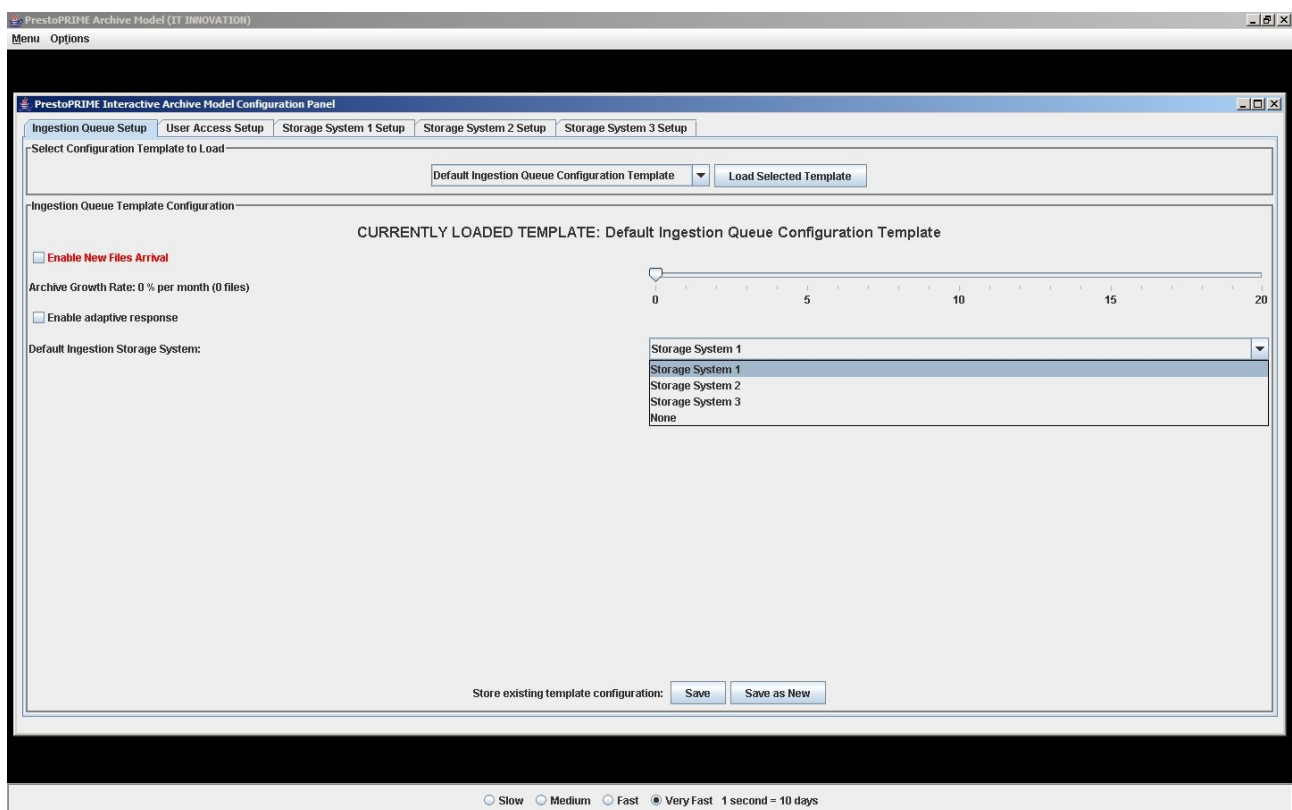 PrestoPRIME Archive Model (IT INNOVATION)
Menu Options
PrestoPRIME Interactive Archive Model Configuration Panel
Ingestion Queue Setup User Access Setup Storage System 1 Setup Storage System 2 Setup Storage System 3 Setup
Select Configuration Template to Load
Default Ingestion Queue Configuration Template Load Selected Template
Ingestion Queue Template Configuration
CURRENTLY LOADED TEMPLATE: Default Ingestion Queue Configuration Template
Enable New Files Arrival
Archive Growth Rate: 0 % per month (0 files)
0 5 10 15 20
Enable adaptive response
Default Ingestion Storage System: Storage System 1
Storage System 1
Storage System 2
Storage System 3
None
Store existing template configuration: Save Save as New
Slow Medium Fast Very Fast 1 second = 10 days